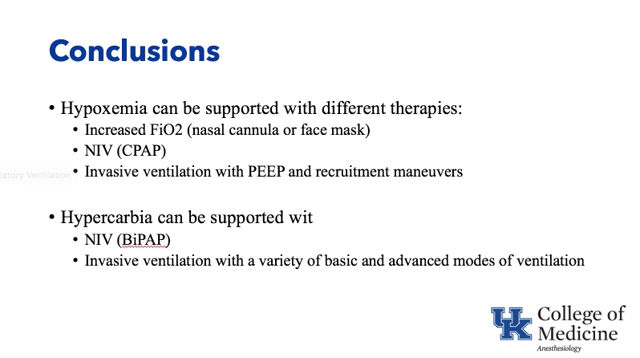 Conclusions
• Hypoxemia can be supported with different therapies:
• Increased FiO2 (nasal cannula or face mask)
• NIV (CPAP)
• Invasive ventilation with PEEP and recruitment maneuvers
Ventilation
• Hypercarbia can be supported wit
• NIV (BiPAP)
• Invasive ventilation with a variety of basic and advanced modes of ventilation
UK
College of
Medicine
Anesthesiology